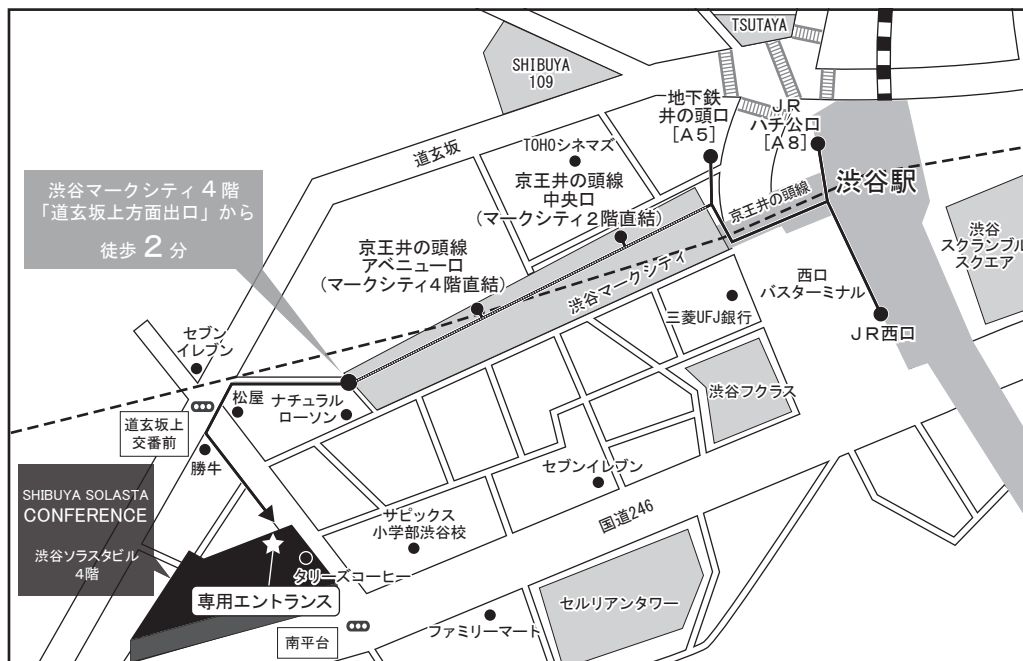 TSUTAYA
SHIBUYA
109
地下鉄
井の頭口
[A5]
JR
ハチ公口
[A8]
道玄坂
TOHOシネマズ
渋谷駅
京王井の頭線
京王井の頭線
中央口
(マークシティ2階直結)
渋谷マークシティ4階
「道玄坂上方面出口」から
徒歩 2 分
渋谷
スクランブル
スクエア
京王井の頭線
アベニュー口
(マークシティ4階直結)
渋谷マークシティ
西口
バスターミナル
三菱UFJ銀行
JR西口
セブン
イレブン
松屋
ナチュラル
ローソン
渋谷フクラス
道玄坂上
交番前
勝牛
セブンイレブン
SHIBUYA SOLASTA
CONFERENCE
渋谷ソラスタビル
4階
サピックス
小学部渋谷校
国道246
タリーズコーヒー
専用エントランス
セルリアンタワー
南平台
ファミリーマート